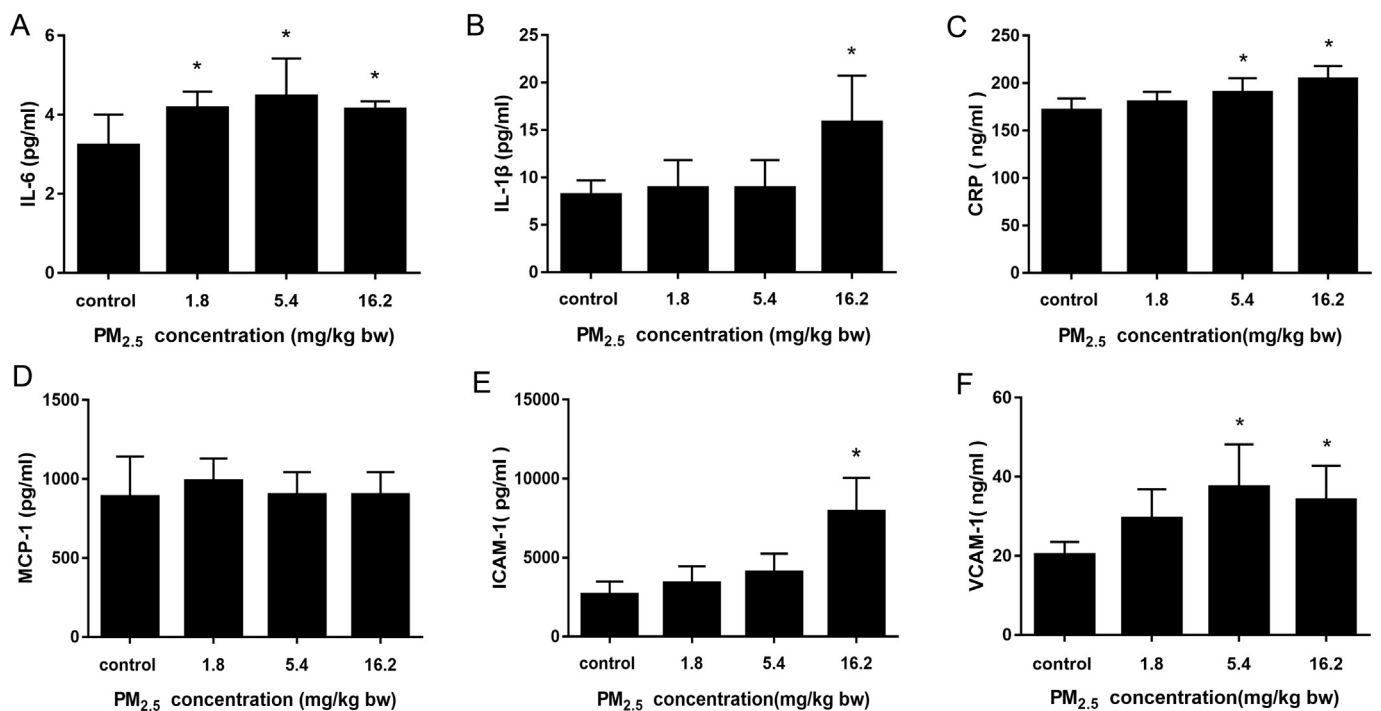 A
IL-6 (pg/ml)
6
*
*
*
4
2
0
control 1.8 5.4 16.2
PM2.5 concentration (mg/kg bw)
B
IL-1β (pg/ml)
25
*
20
15
10
5
0
control 1.8 5.4 16.2
PM2.5 concentration (mg/kg bw)
C
CRP ( ng/ml )
250
*
*
200
150
100
50
0
control 1.8 5.4 16.2
PM2.5 concentration(mg/kg bw)
D
MCP-1 (pg/ml)
1500
1000
500
0
control 1.8 5.4 16.2
PM2.5 concentration(mg/kg bw)
E
ICAM-1( pg/ml)
15000
*
10000
5000
0
control 1.8 5.4 16.2
PM2.5 concentration(mg/kg bw)
F
VCAM-1( ng/ml)
60
*
*
40
20
0
control 1.8 5.4 16.2
PM2.5 concentration(mg/kg bw)